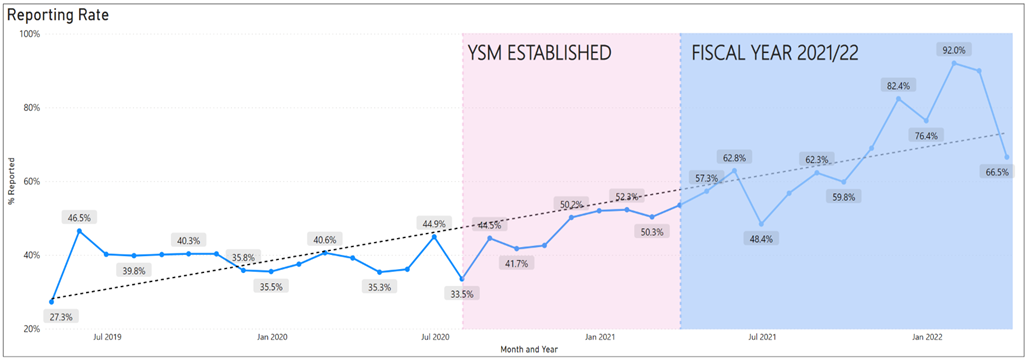 Reporting Rate
100%
80%
60%
40%
20%
% Reported
YSM ESTABLISHED
FISCAL YEAR 2021/22
27.3%
46.5%
39.8%
40.3%
35.8%
35.5%
40.6%
35.3%
44.9%
33.5%
44.5%
41.7%
50.2%
52.3%
50.3%
57.3%
62.8%
48.4%
62.3%
59.8%
82.4%
76.4%
92.0%
66.5%
Jul 2019
Jan 2020
Jul 2020
Jan 2021
Jul 2021
Jan 2022
Month and Year